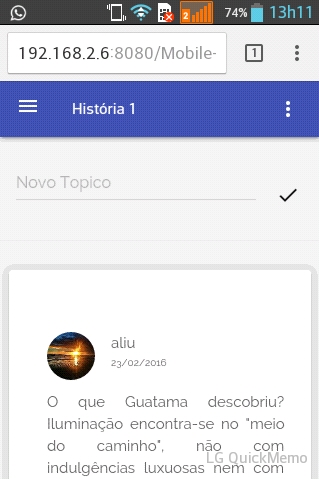 2 74% 13h11
192.168.2.6:8080/Mobile- 1
História 1
Novo Topico
aliu
23/02/2016
O que Guatama descobriu?
Iluminação encontra-se no "meio
do caminho", não com
indulgências luxuosas nem com
LG QuickMemo